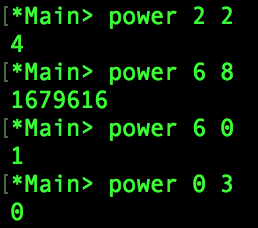 [*Main> power 2 2
4
[*Main> power 6 8
1679616
[*Main> power 6 0
1
[*Main> power 0 3
0